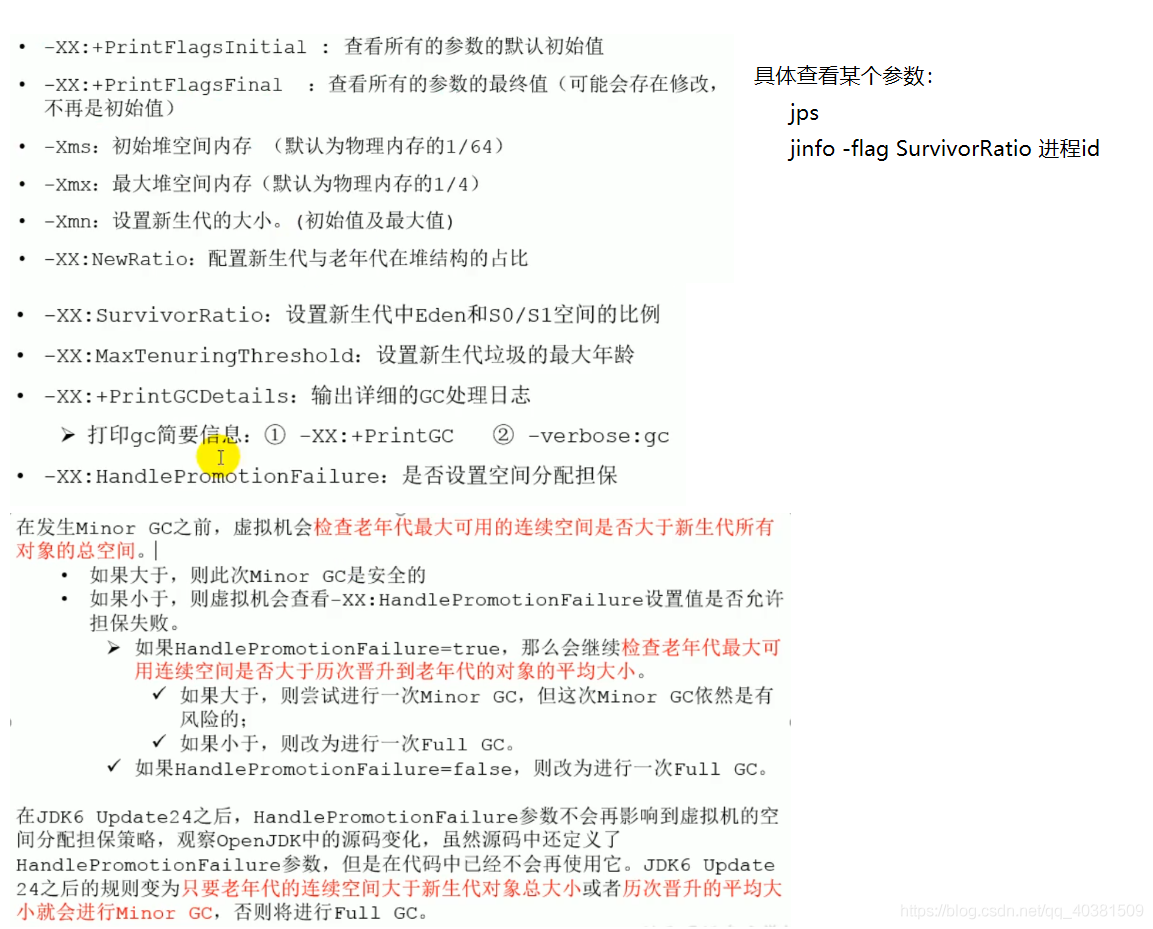 • -XX:+PrintFlagsInitial : 查看所有的参数的默认初始值
• -XX:+PrintFlagsFinal :查看所有的参数的最终值(可能会存在修改,
不再是初始值)
• -Xms:初始堆空间内存 (默认为物理内存的1/64)
• -Xmx:最大堆空间内存(默认为物理内存的1/4)
• -Xmn:设置新生代的大小。(初始值及最大值)
• -XX:NewRatio:配置新生代与老年代在堆结构的占比
• -XX:SurvivorRatio:设置新生代中Eden和S0/S1空间的比例
• -XX:MaxTenuringThreshold:设置新生代垃圾的最大年龄
• -XX:+PrintGCDetails:输出详细的GC处理日志
➢ 打印gc简要信息:① -XX:+PrintGC ② -verbose:gc
• -XX:HandlePromotionFailure:是否设置空间分配担保
具体查看某个参数:
jps
jinfo -flag SurvivorRatio 进程id
在发生Minor GC之前,虚拟机会检查老年代最大可用的连续空间是否大于新生代所有
对象的总空间。
• 如果大于,则此次Minor GC是安全的
• 如果小于,则虚拟机会查看-XX:HandlePromotionFailure设置值是否允许
担保失败。
➢ 如果HandlePromotionFailure=true,那么会继续检查老年代最大可
用连续空间是否大于历次晋升到老年代的对象的平均大小。
✓ 如果大于,则尝试进行一次Minor GC,但这次Minor GC依然是有
风险的;
✓ 如果小于,则改为进行一次Full GC。
✓ 如果HandlePromotionFailure=false,则改为进行一次Full GC。
在JDK6 Update24之后,HandlePromotionFailure参数不会再影响到虚拟机的空
间分配担保策略,观察OpenJDK中的源码变化,虽然源码中还定义了
HandlePromotionFailure参数,但是在代码中已经不会再使用它。JDK6 Update
24之后的规则变为只要老年代的连续空间大于新生代对象总大小或者历次晋升的平均大
小就会进行Minor GC,否则将进行Full GC。
https://blog.csdn.net/qq_40381509